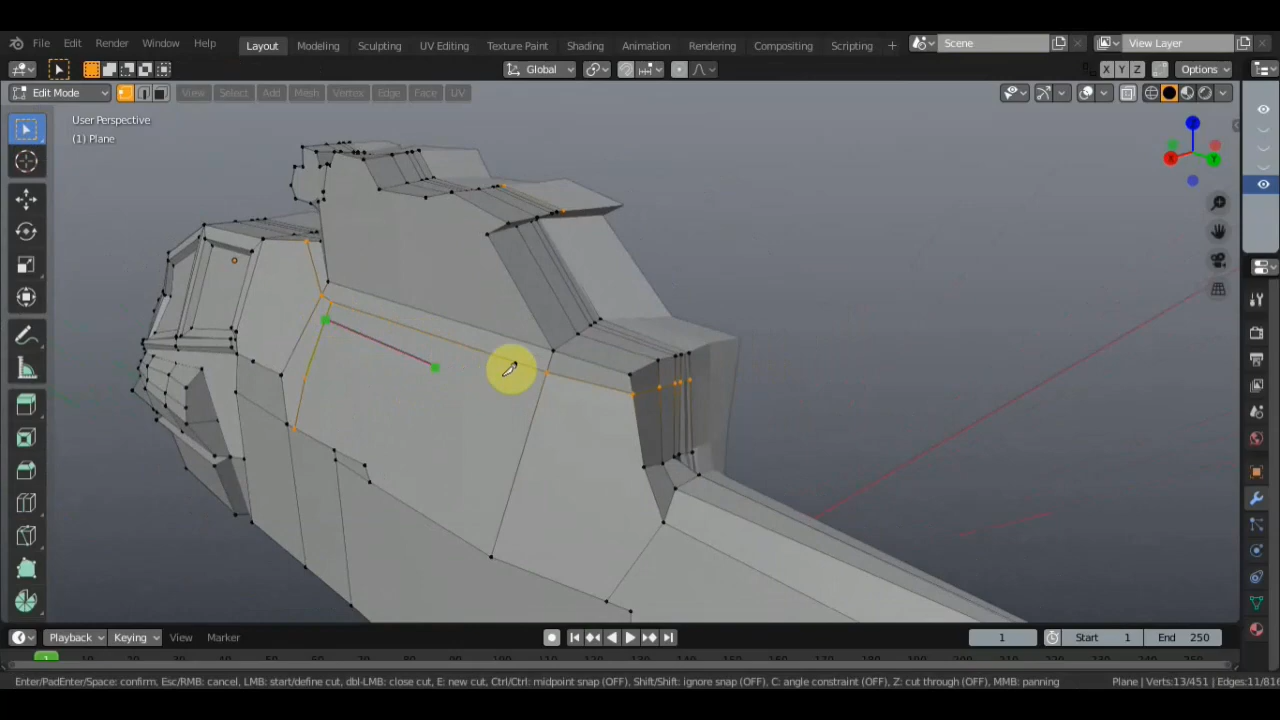 File Edit Render Window Help Layout Modeling Sculpting UV Editing Texture Paint Shading Animation Rendering Compositing Scripting + Scene View Layer
Global X Y Z Options
Edit Mode View Select Add Mesh Vertex Edge Face UV
User Perspective
(1) Plane
Z
X Y
Playback Keying View Marker 1 Start 1 End 250
1
Enter/PadEnter/Space: confirm, Esc/RMB: cancel, LMB: start/define cut, dbl-LMB: close cut, E: new cut, Ctrl/Ctrl: midpoint snap (OFF), Shift/Shift: ignore snap (OFF), C: angle constraint (OFF), Z: cut through (OFF), MMB: panning Plane | Verts:13/451 | Edges:11/816